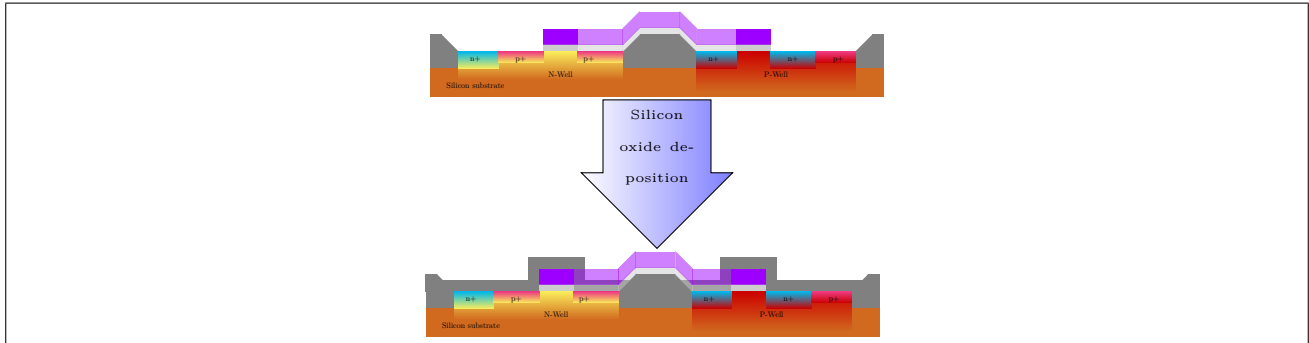 n+ p+ p+ n+ n+ p+
N-Well P-Well
Silicon substrate
Silicon
oxide de-
position
n+ p+ p+ n+ n+ p+
N-Well P-Well
Silicon substrate